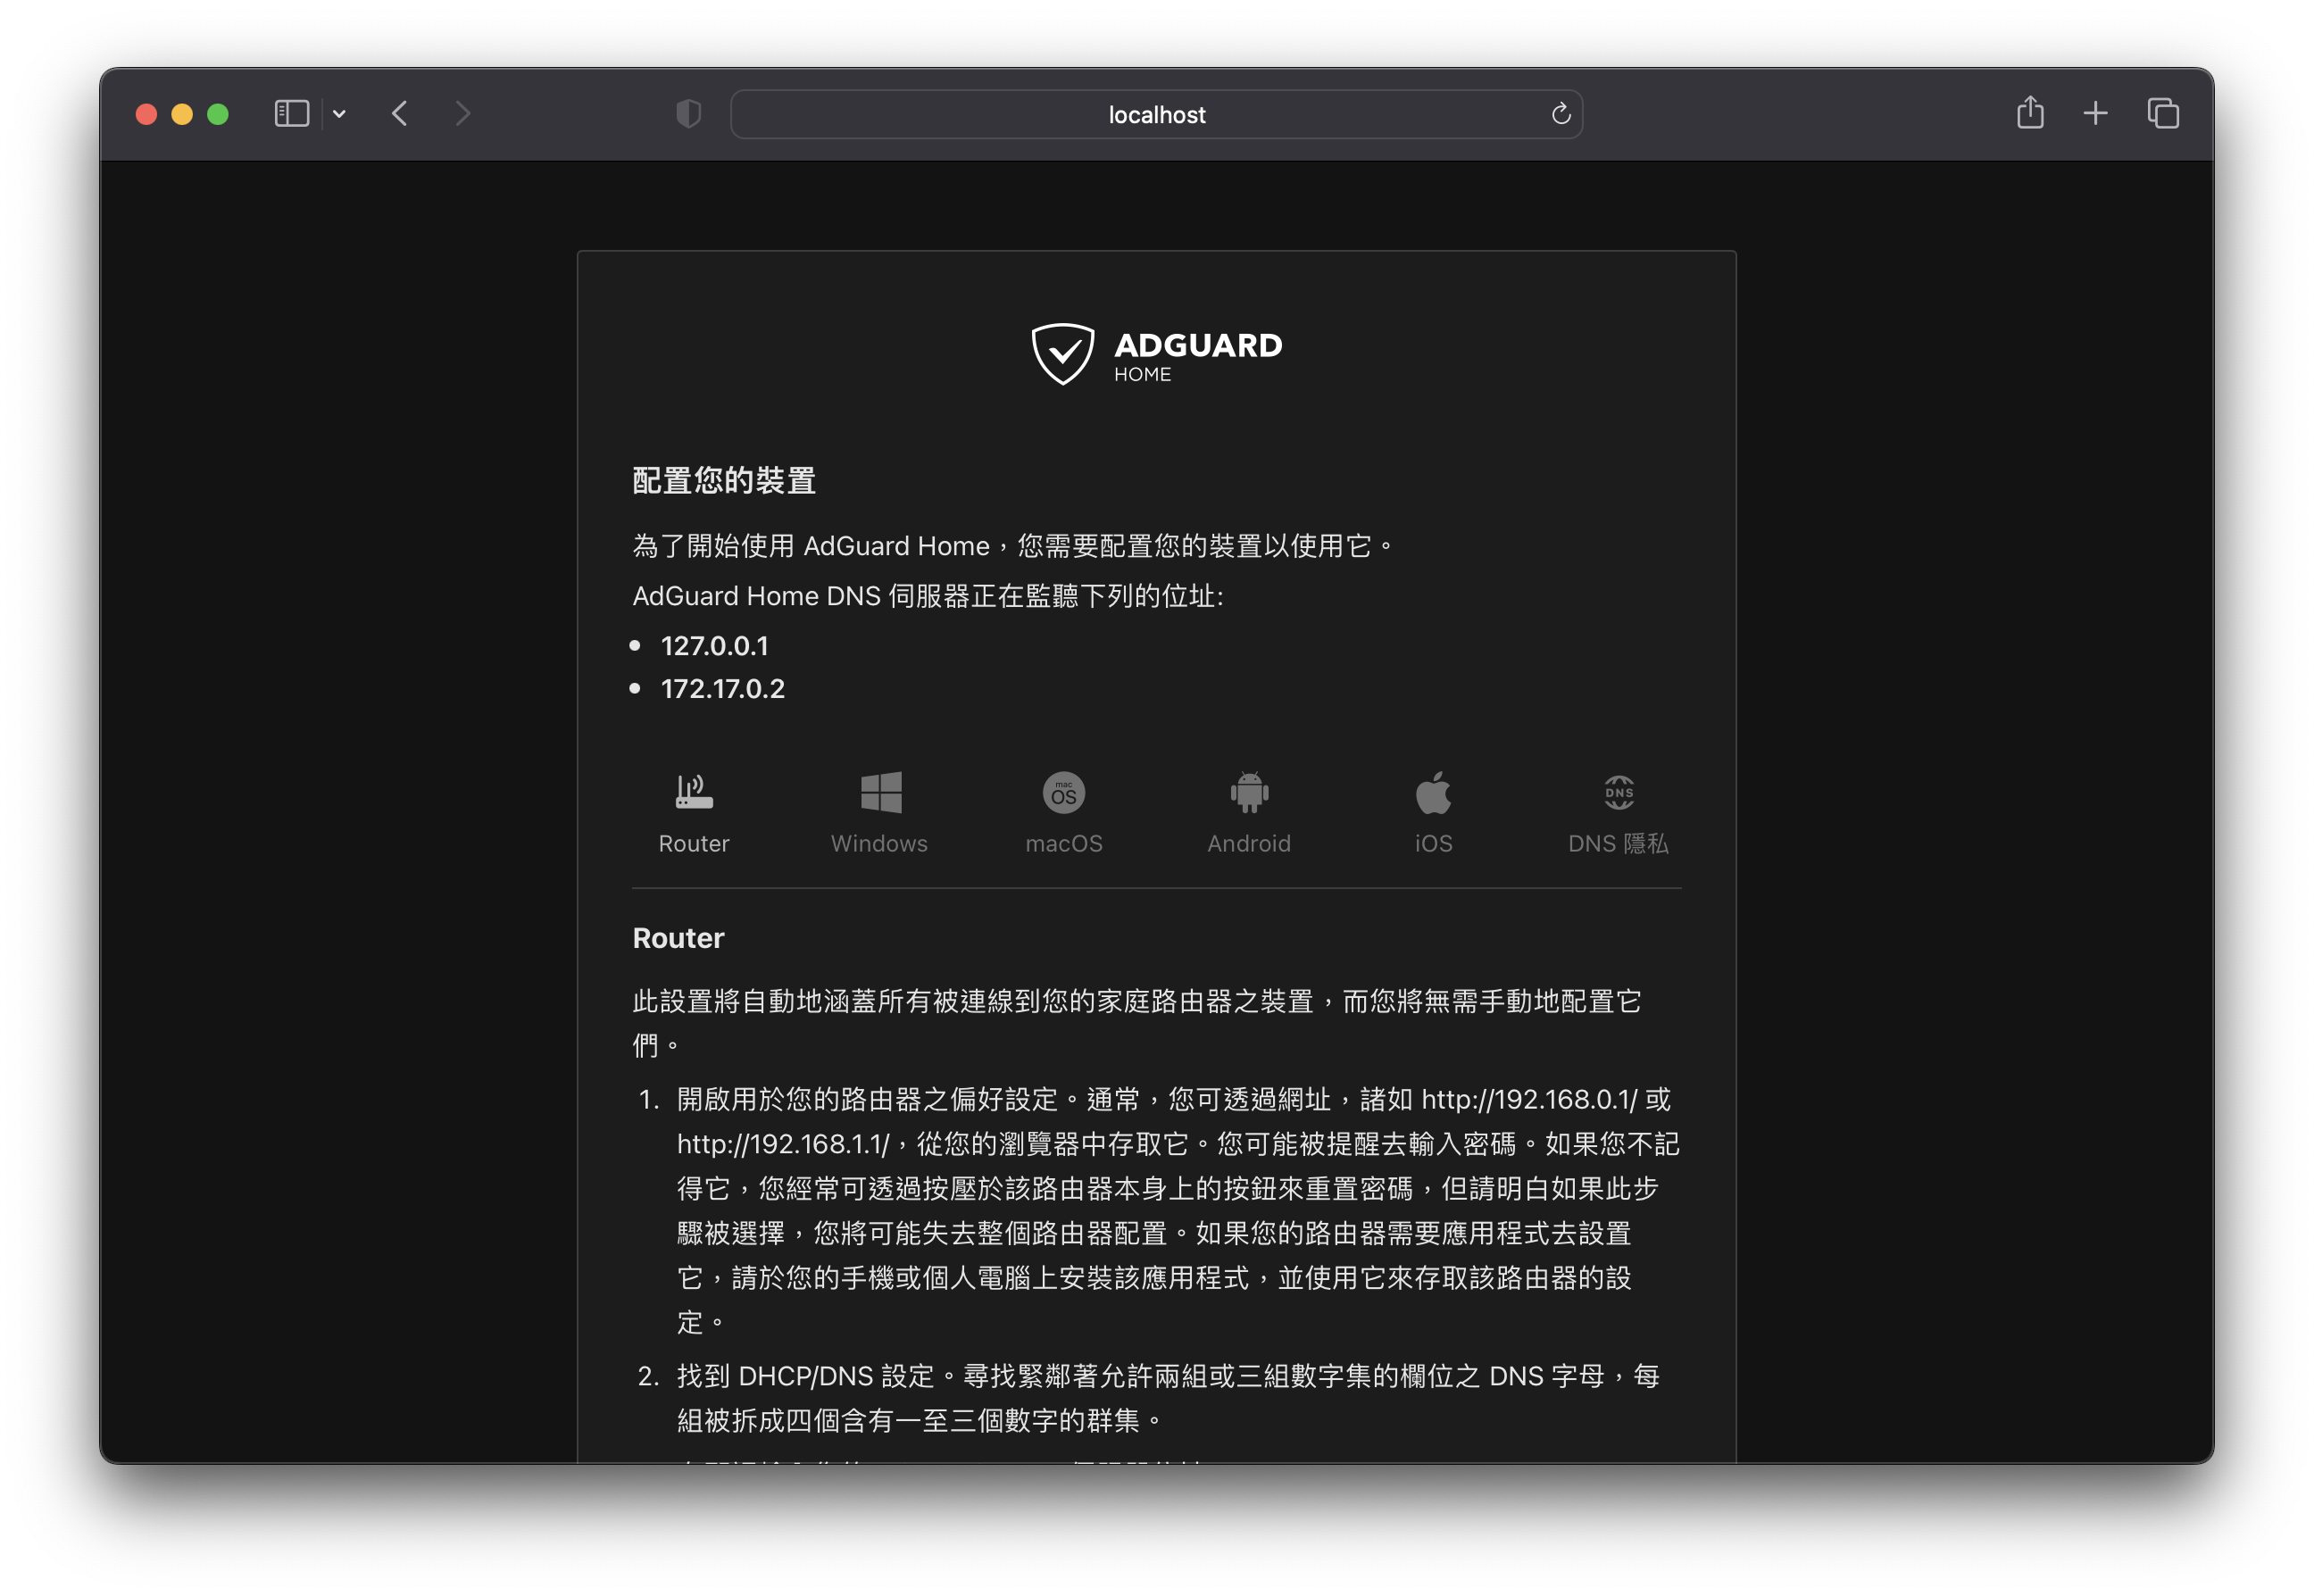 localhost
ADGUARD
HOME
配置您的裝置
為了開始使用 AdGuard Home，您需要配置您的裝置以使用它。
AdGuard Home DNS 伺服器正在監聽下列的位址:
127.0.0.1
172.17.0.2
mac
OS
DNS
Router
Windows
macOS
Android
iOS
DNS 隱私
Router
此設置將自動地涵蓋所有被連線到您的家庭路由器之裝置，而您將無需手動地配置它
們。
1. 開啟用於您的路由器之偏好設定。通常，您可透過網址，諸如 http://192.168.0.1/ 或
http://192.168.1.1/，從您的瀏覽器中存取它。您可能被提醒去輸入密碼。如果您不記
得它，您經常可透過按壓於該路由器本身上的按鈕來重置密碼，但請明白如果此步
驟被選擇，您將可能失去整個路由器配置。如果您的路由器需要應用程式去設置
它，請於您的手機或個人電腦上安裝該應用程式，並使用它來存取該路由器的設
定。
2. 找到 DHCP/DNS 設定。尋找緊鄰著允許兩組或三組數字集的欄位之 DNS 字母，每
組被拆成四個含有一至三個數字的群集。